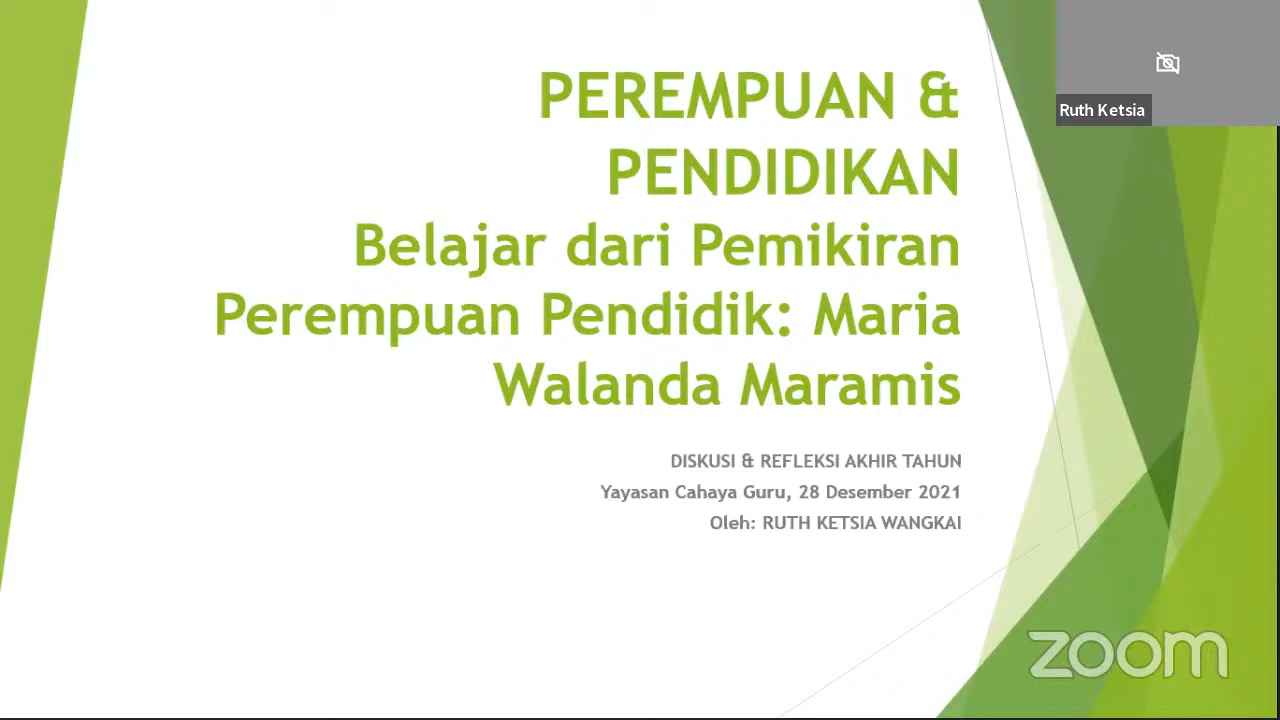 PEREMPUAN &
PENDIDIKAN
Belajar dari Pemikiran
Perempuan Pendidik: Maria
Walanda Maramis
DISKUSI & REFLEKSI AKHIR TAHUN
Yayasan Cahaya Guru, 28 Desember 2021
Oleh: RUTH KETSIA WANGKAI
Ruth Ketsia
zoom